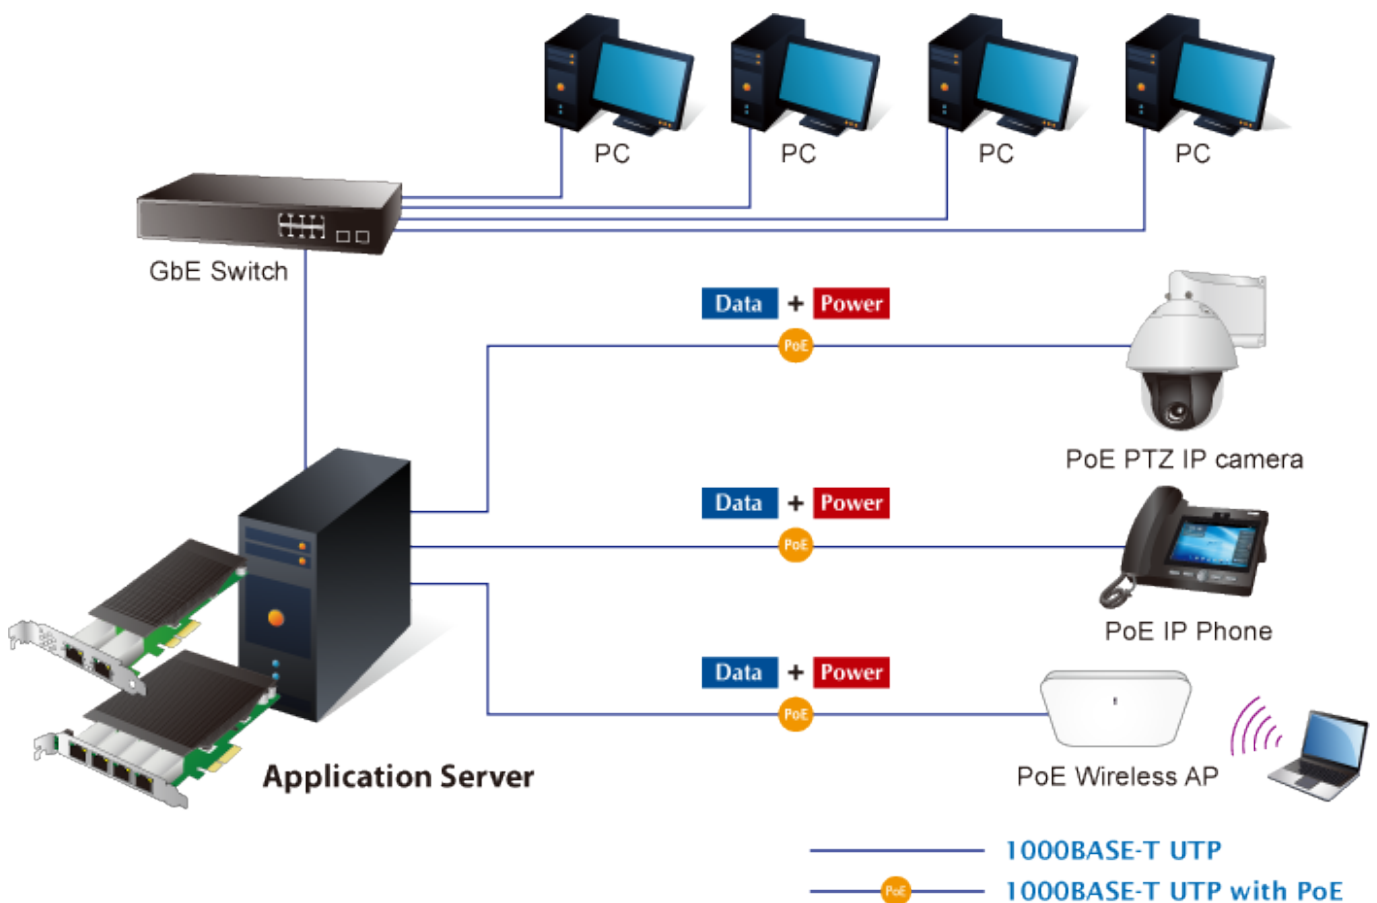 PC
PC
PC
PC
GbE Switch
Data + Power
PoE
PoE PTZ IP camera
Data + Power
PoE
PoE IP Phone
Data + Power
PoE
PoE Wireless AP
Application Server
1000BASE-T UTP
PoE
1000BASE-T UTP with PoE